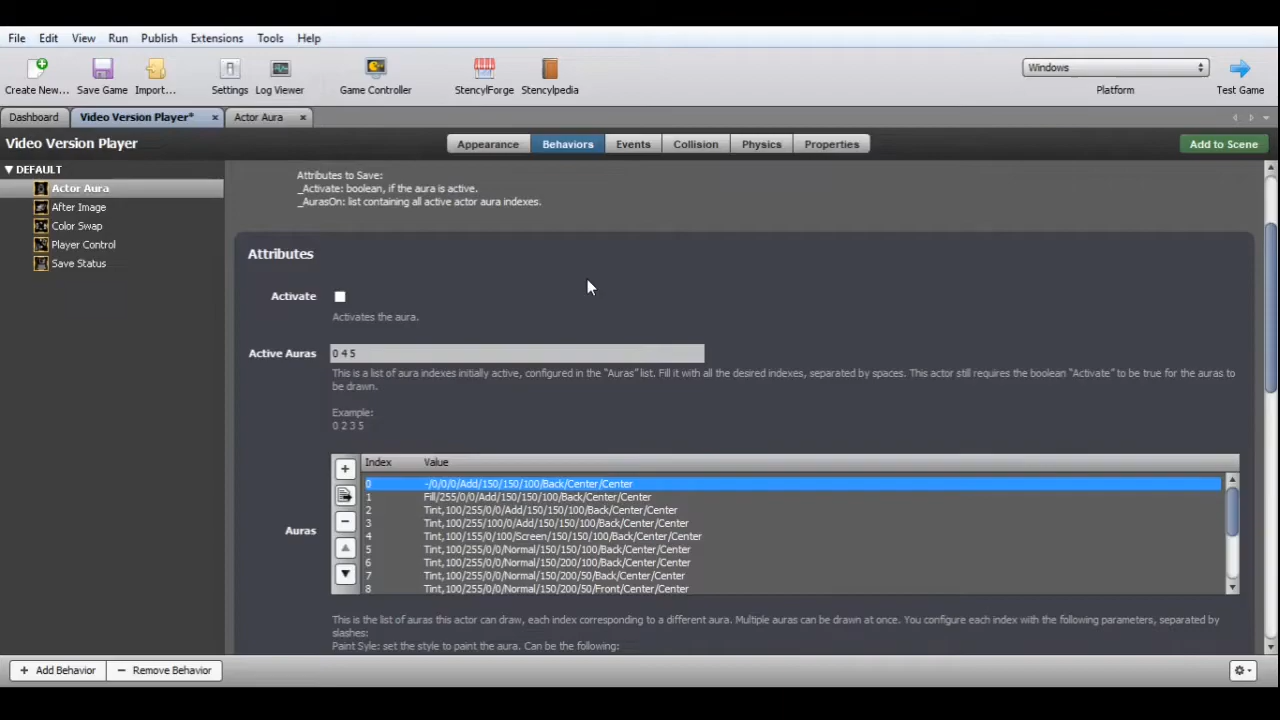 File Edit View Run Publish Extensions Tools Help
Create New... Save Game Import... Settings Log Viewer Game Controller StencylForge Stencylpedia Windows Platform Test Game
Dashboard Video Version Player* × Actor Aura ×
Video Version Player Appearance Behaviors Events Collision Physics Properties Add to Scene
DEFAULT
Actor Aura
After Image
Color Swap
Player Control
Save Status
Attributes to Save:
_Activate: boolean, if the aura is active.
_AurasOn: list containing all active actor aura indexes.
Attributes
Activate
Activates the aura.
Active Auras 0 4 5
This is a list of aura indexes initially active, configured in the "Auras" list. Fill it with all the desired indexes, separated by spaces. This actor still requires the boolean "Activate" to be true for the auras to
be drawn.
Example:
0 2 3 5
Index Value
0 -/0/0/0/Add/150/150/100/Back/Center/Center
1 Fill/255/0/0/Add/150/150/100/Back/Center/Center
2 Tint,100/255/0/0/Add/150/150/100/Back/Center/Center
3 Tint,100/255/100/0/Add/150/150/100/Back/Center/Center
4 Tint,100/155/0/100/Screen/150/150/100/Back/Center/Center
5 Tint,100/255/0/0/Normal/150/150/100/Back/Center/Center
6 Tint,100/255/0/0/Normal/150/200/100/Back/Center/Center
7 Tint,100/255/0/0/Normal/150/200/50/Back/Center/Center
8 Tint,100/255/0/0/Normal/150/200/50/Front/Center/Center
Auras
This is the list of auras this actor can draw, each index corresponding to a different aura. Multiple auras can be drawn at once. You configure each index with the following parameters, separated by
slashes:
Paint Syle: set the style to paint the aura. Can be the following:
+ Add Behavior − Remove Behavior